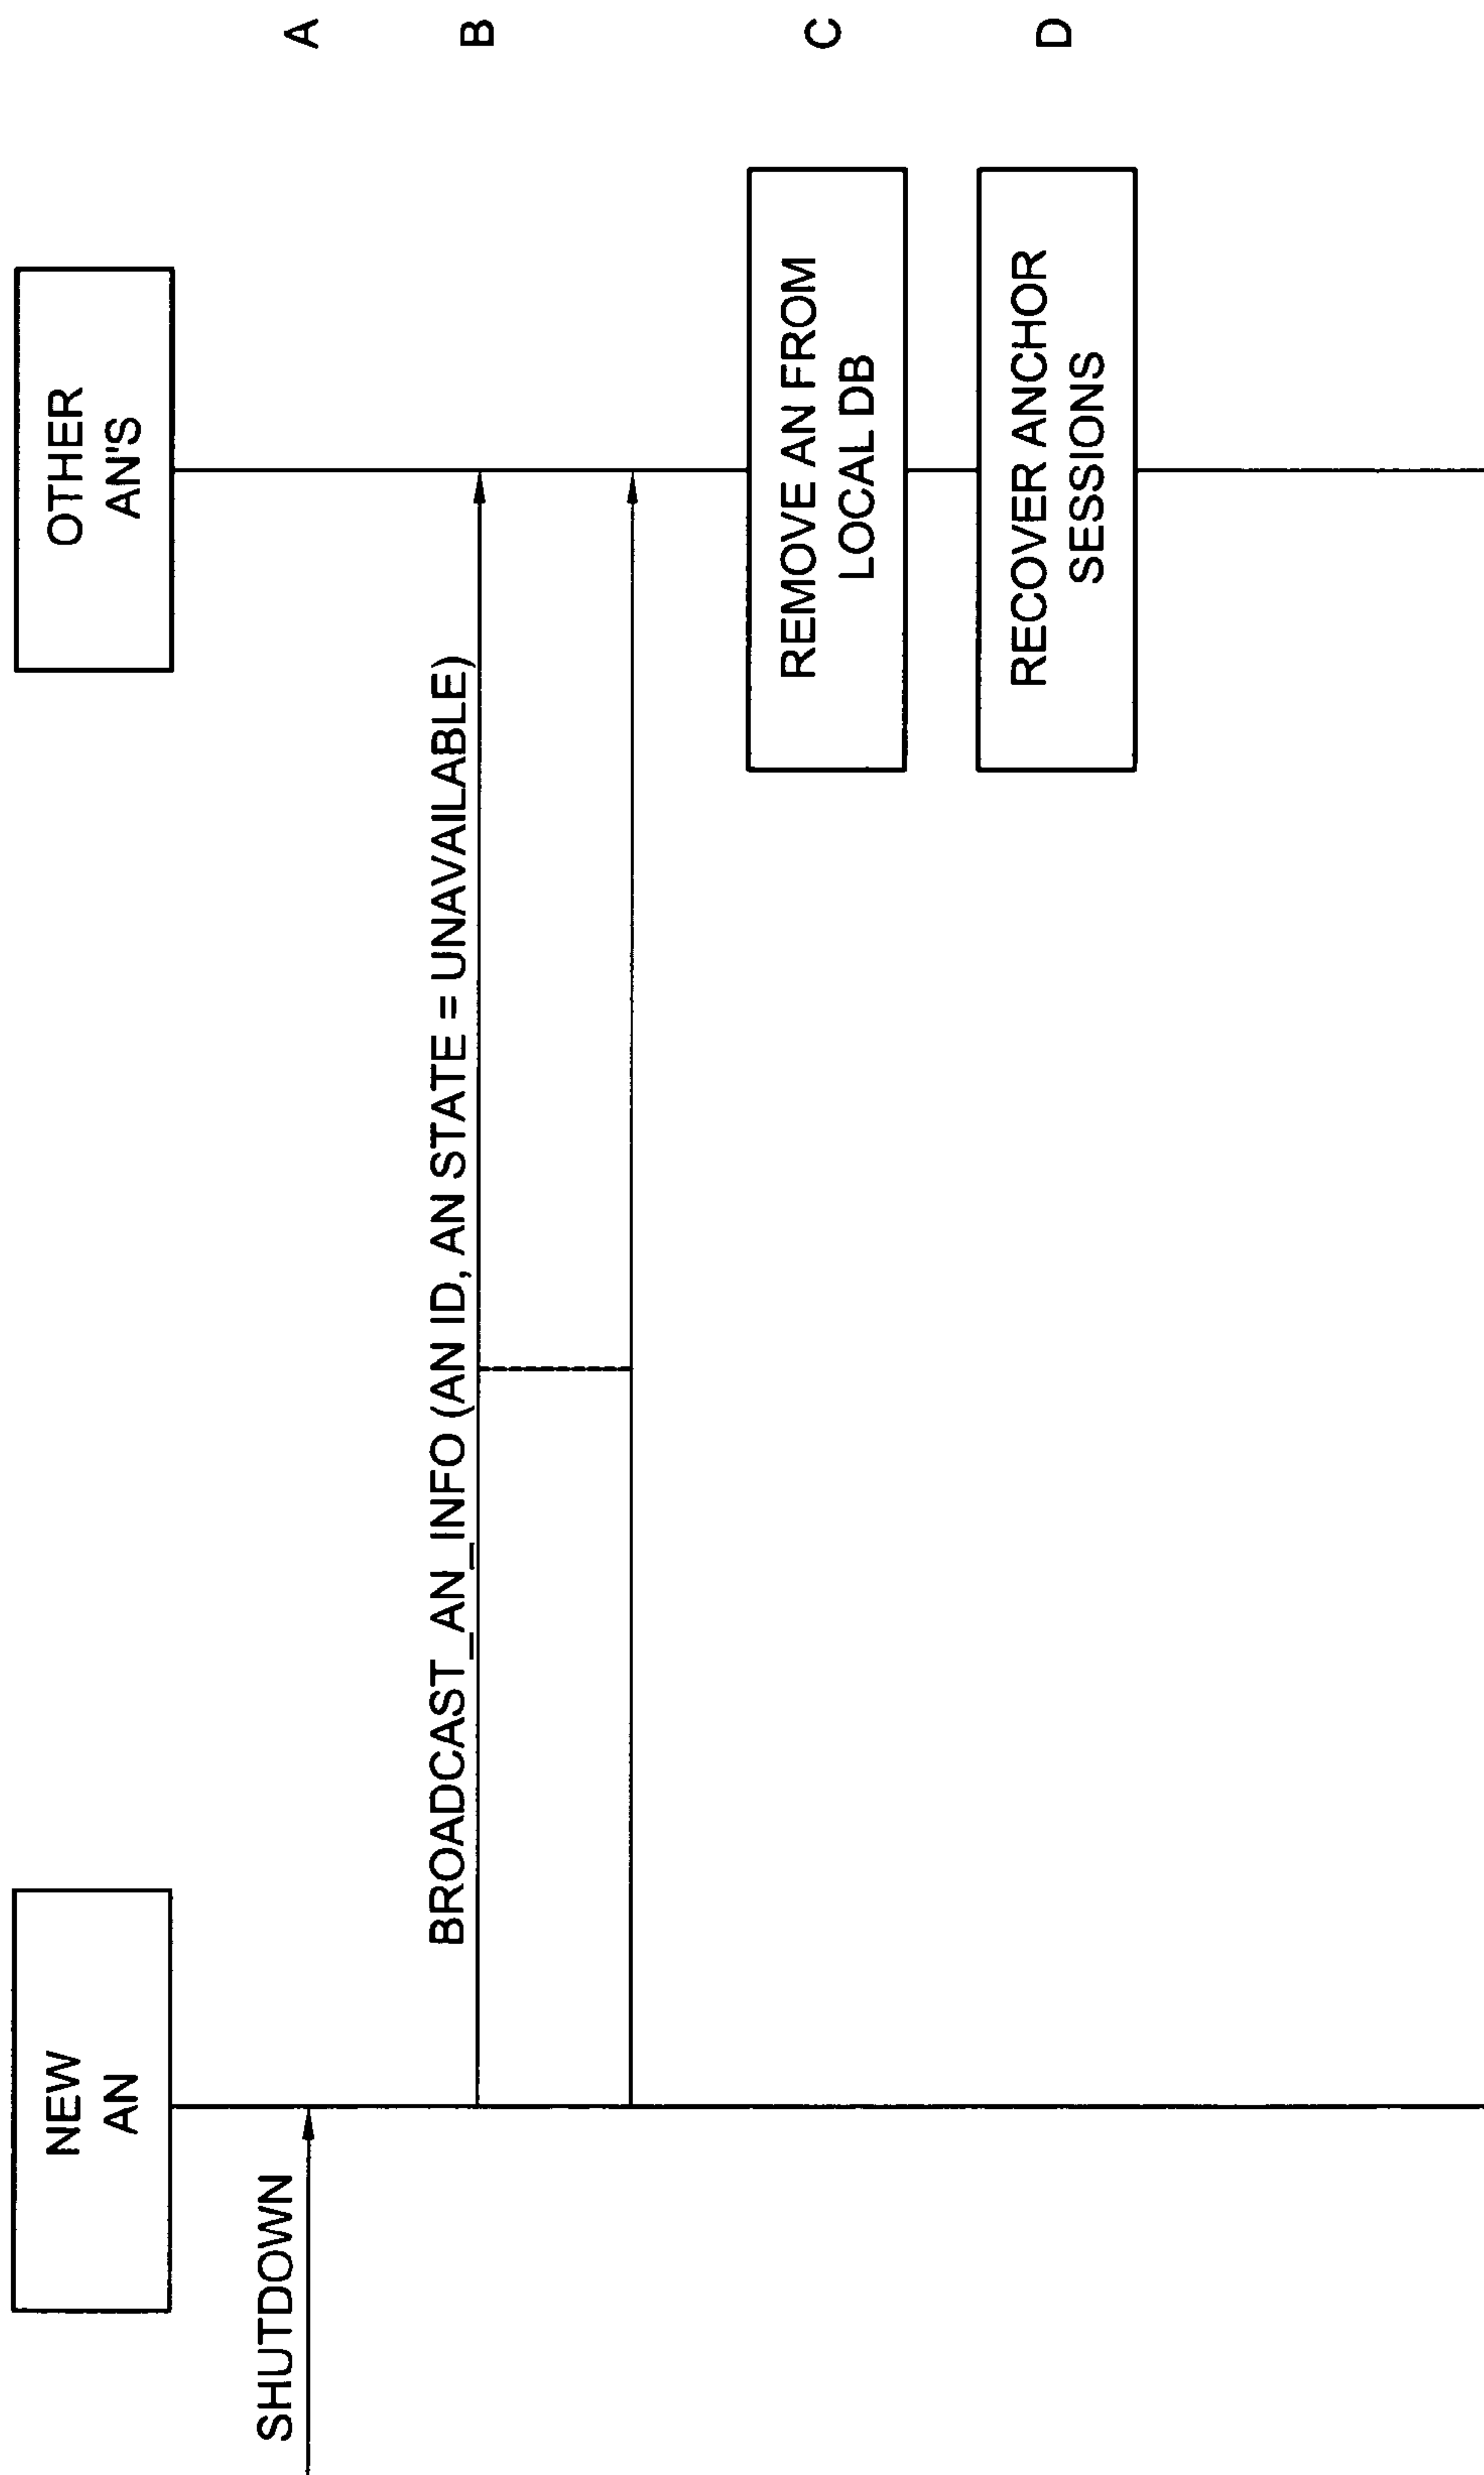 NEW
AN
OTHER
AN'S
SHUTDOWN
A
BROADCAST_AN_INFO (AN ID, AN STATE = UNAVAILABLE)
B
REMOVE AN FROM
LOCAL DB
C
RECOVER ANCHOR
SESSIONS
D